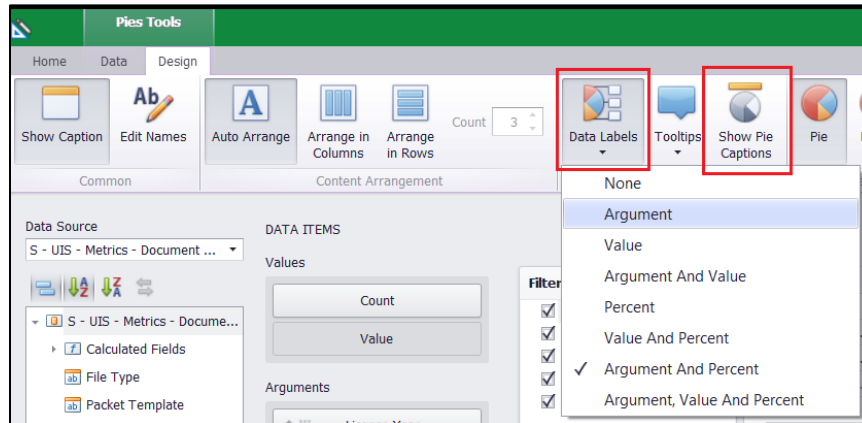 Pies Tools
Home Data Design
Show Caption
Edit Names
Auto Arrange
Arrange in
Columns
Arrange
in Rows
Count 3
Data Labels
Tooltips
Show Pie
Captions
Pie
Common
Content Arrangement
None
Argument
Value
Argument And Value
Percent
Value And Percent
Argument And Percent
Argument, Value And Percent
Data Source
S - UIS - Metrics - Document ...
S - UIS - Metrics - Docume...
Calculated Fields
File Type
Packet Template
DATA ITEMS
Values
Count
Value
Arguments
Filter